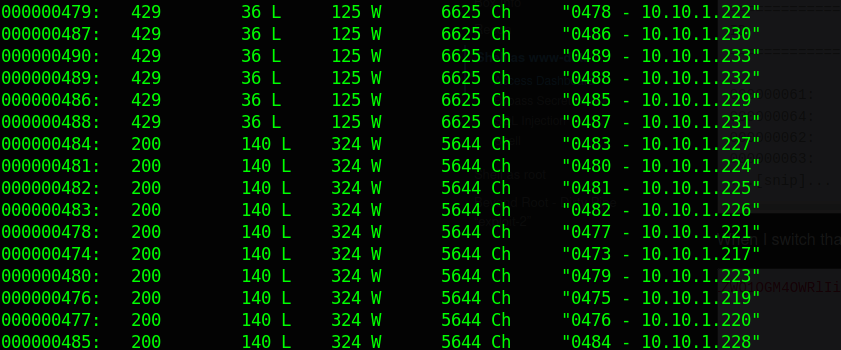 000000479:   429        36 L     125 W      6625 Ch     "0478 - 10.10.1.222"
000000487:   429        36 L     125 W      6625 Ch     "0486 - 10.10.1.230"
000000490:   429        36 L     125 W      6625 Ch     "0489 - 10.10.1.233"
000000489:   429        36 L     125 W      6625 Ch     "0488 - 10.10.1.232"
000000486:   429        36 L     125 W      6625 Ch     "0485 - 10.10.1.229"
000000488:   429        36 L     125 W      6625 Ch     "0487 - 10.10.1.231"
000000484:   200        140 L    324 W      5644 Ch     "0483 - 10.10.1.227"
000000481:   200        140 L    324 W      5644 Ch     "0480 - 10.10.1.224"
000000482:   200        140 L    324 W      5644 Ch     "0481 - 10.10.1.225"
000000483:   200        140 L    324 W      5644 Ch     "0482 - 10.10.1.226"
000000478:   200        140 L    324 W      5644 Ch     "0477 - 10.10.1.221"
000000474:   200        140 L    324 W      5644 Ch     "0473 - 10.10.1.217"
000000480:   200        140 L    324 W      5644 Ch     "0479 - 10.10.1.223"
000000476:   200        140 L    324 W      5644 Ch     "0475 - 10.10.1.219"
000000477:   200        140 L    324 W      5644 Ch     "0476 - 10.10.1.220"
000000485:   200        140 L    324 W      5644 Ch     "0484 - 10.10.1.228"
I switch